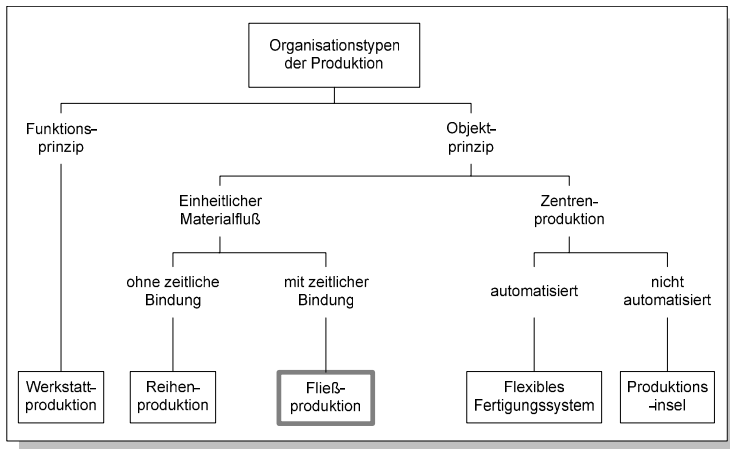 Organisationstypen
der Produktion
Funktions-
prinzip
Objekt-
prinzip
Einheitlicher
Materialfluß
Zentren-
produktion
ohne zeitliche
Bindung
mit zeitlicher
Bindung
automatisiert
nicht
automatisiert
Werkstatt-
produktion
Reihen-
produktion
Fließ-
produktion
Flexibles
Fertigungssystem
Produktions
-insel